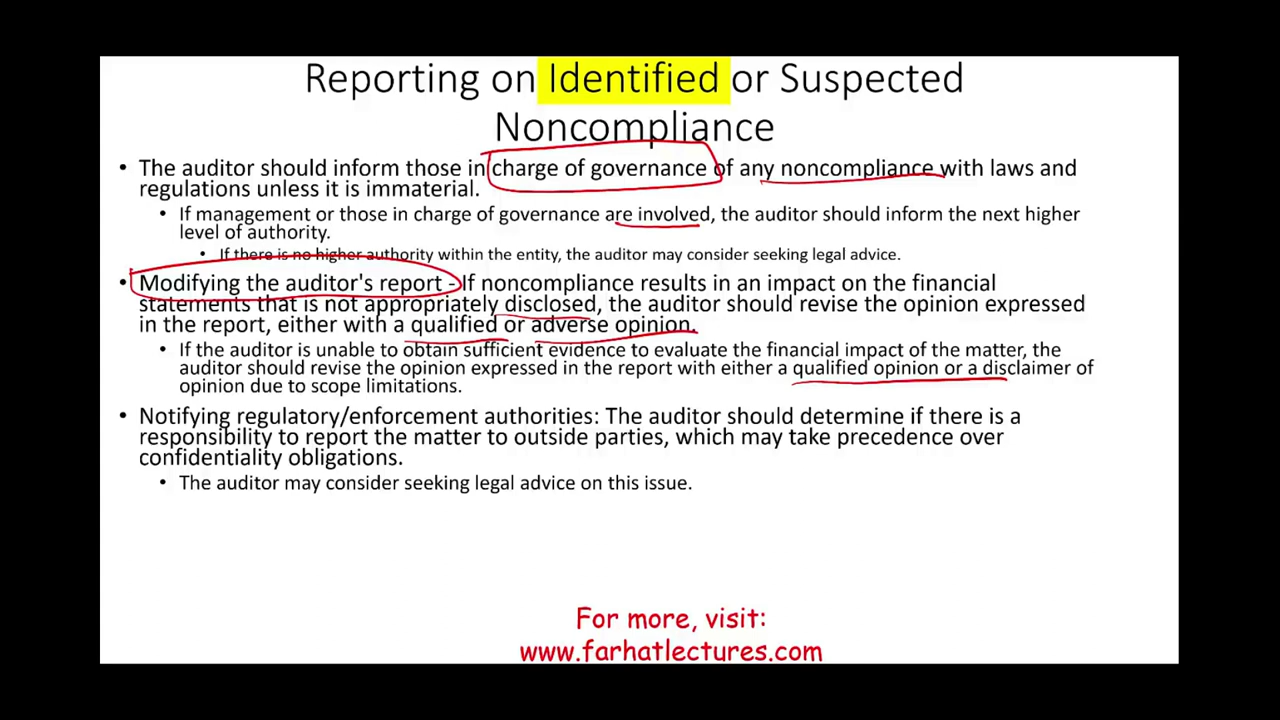 Reporting on Identified or Suspected
Noncompliance
• The auditor should inform those in charge of governance of any noncompliance with laws and
regulations unless it is immaterial.
• If management or those in charge of governance are involved, the auditor should inform the next higher
level of authority.
• If there is no higher authority within the entity, the auditor may consider seeking legal advice.
• Modifying the auditor's report - If noncompliance results in an impact on the financial
statements that is not appropriately disclosed, the auditor should revise the opinion expressed
in the report, either with a qualified or adverse opinion.
• If the auditor is unable to obtain sufficient evidence to evaluate the financial impact of the matter, the
auditor should revise the opinion expressed in the report with either a qualified opinion or a disclaimer of
opinion due to scope limitations.
• Notifying regulatory/enforcement authorities: The auditor should determine if there is a
responsibility to report the matter to outside parties, which may take precedence over
confidentiality obligations.
• The auditor may consider seeking legal advice on this issue.
For more, visit:
www.farhatlectures.com